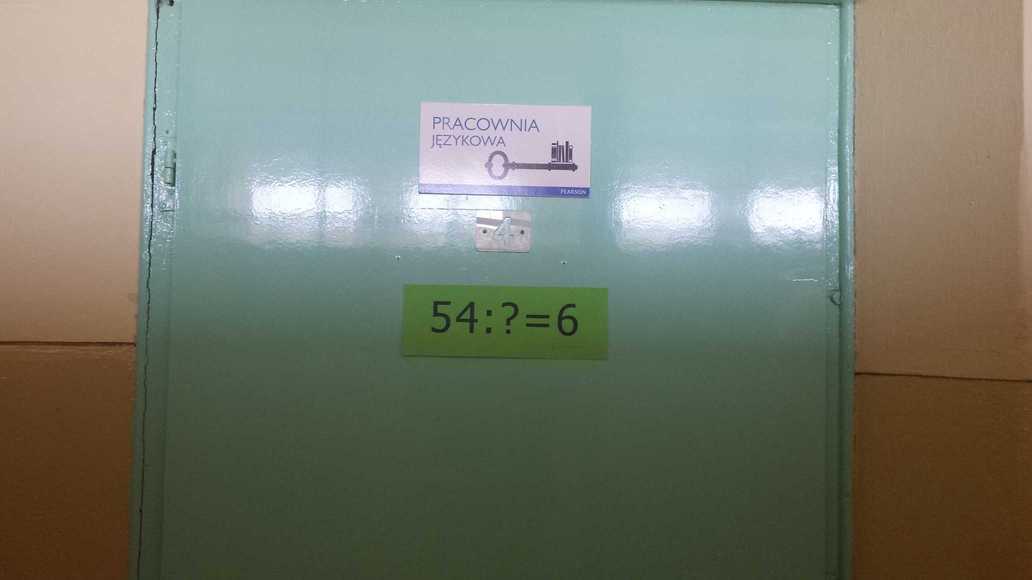 PRACOWNIA
JĘZYKOWA
PEARSON
4
54:?=6